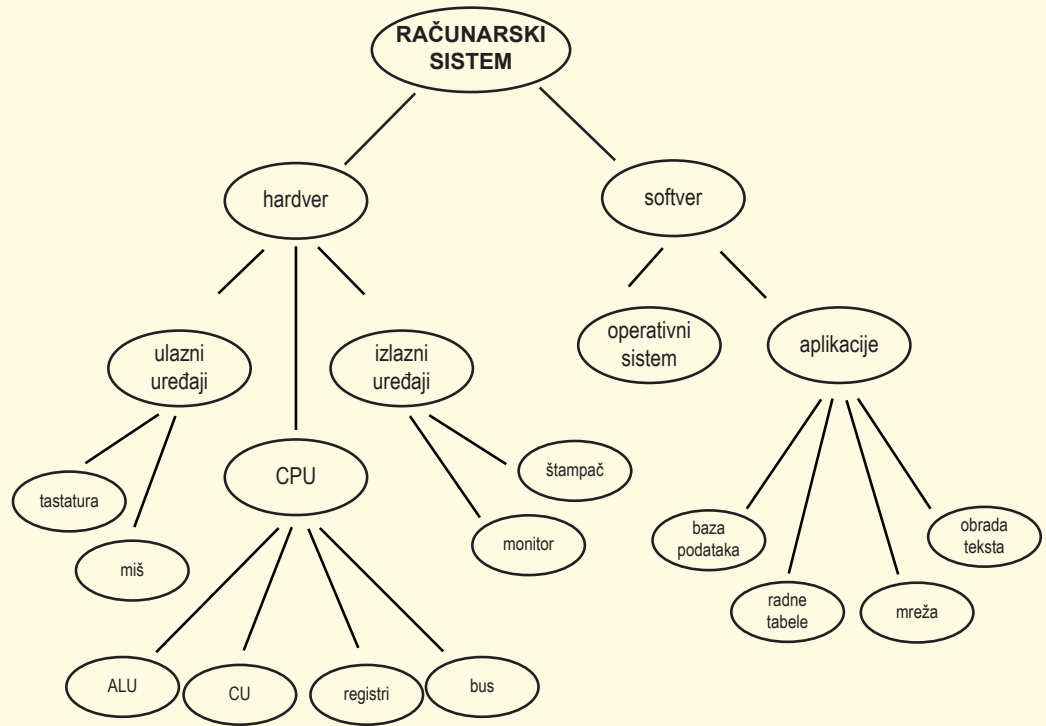 RAČUNARSKI
SISTEM
hardver
softver
ulazni
uređaji
izlazni
uređaji
operativni
sistem
aplikacije
tastatura
miš
CPU
štampač
monitor
baza
podataka
radne
tabele
mreža
obrada
teksta
ALU
CU
registri
bus